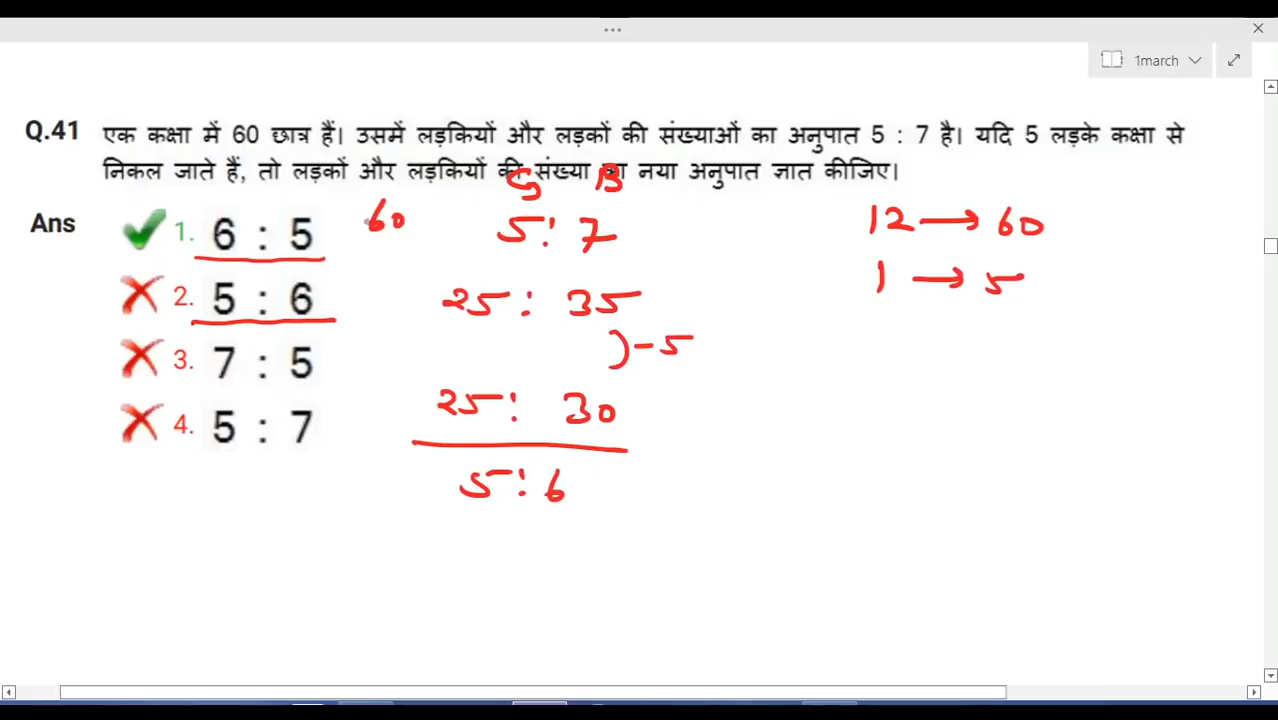 1march
Q.41 एक कक्षा में 60 छात्र हैं। उसमें लड़कियों और लड़कों की संख्याओं का अनुपात 5 : 7 है। यदि 5 लड़के कक्षा से
निकल जाते हैं, तो लड़कों और लड़कियों की संख्या का नया अनुपात ज्ञात कीजिए।
G B
Ans 1. 6 : 5 60 5 : 7 12 → 60
1 → 5
2. 5 : 6 25 : 35
) -5
3. 7 : 5
25 : 30
4. 5 : 7
5 : 6